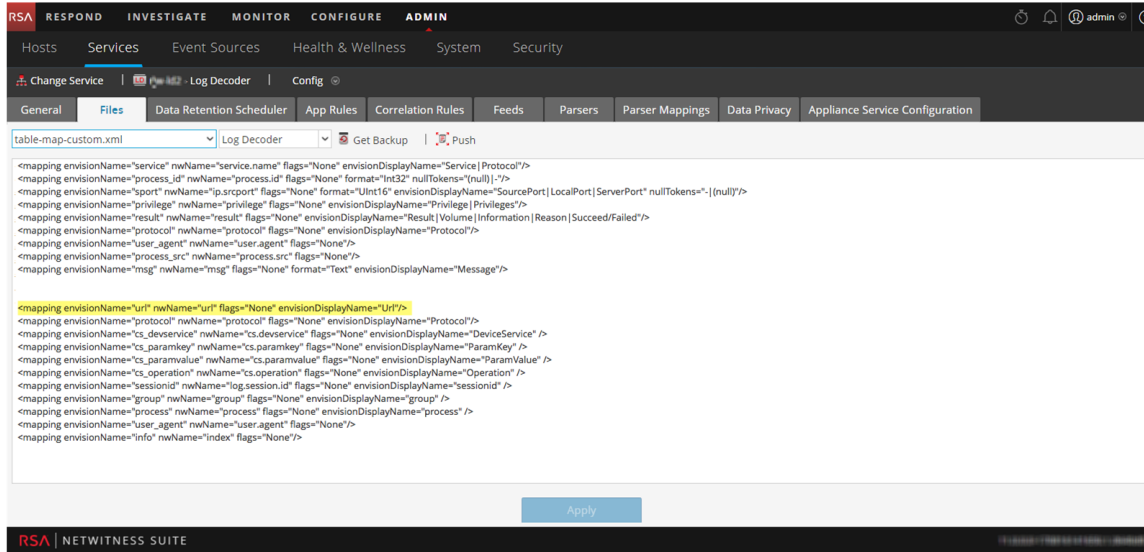 RSA RESPOND INVESTIGATE MONITOR CONFIGURE ADMIN admin
Hosts Services Event Sources Health & Wellness System Security
Change Service | LD - Log Decoder | Config
General Files Data Retention Scheduler App Rules Correlation Rules Feeds Parsers Parser Mappings Data Privacy Appliance Service Configuration
table-map-custom.xml Log Decoder Get Backup | Push
<mapping envisionName="service" nwName="service.name" flags="None" envisionDisplayName="Service|Protocol"/>
<mapping envisionName="process_id" nwName="process.id" flags="None" format="Int32" nullTokens="(null)|-"/>
<mapping envisionName="sport" nwName="ip.srcport" flags="None" format="UInt16" envisionDisplayName="SourcePort|LocalPort|ServerPort" nullTokens="-|(null)"/>
<mapping envisionName="privilege" nwName="privilege" flags="None" envisionDisplayName="Privilege|Privileges"/>
<mapping envisionName="result" nwName="result" flags="None" envisionDisplayName="Result|Volume|Information|Reason|Succeed/Failed"/>
<mapping envisionName="protocol" nwName="protocol" flags="None" envisionDisplayName="Protocol"/>
<mapping envisionName="user_agent" nwName="user.agent" flags="None"/>
<mapping envisionName="process_src" nwName="process.src" flags="None"/>
<mapping envisionName="msg" nwName="msg" flags="None" format="Text" envisionDisplayName="Message"/>
<mapping envisionName="url" nwName="url" flags="None" envisionDisplayName="Url"/>
<mapping envisionName="protocol" nwName="protocol" flags="None" envisionDisplayName="Protocol"/>
<mapping envisionName="cs_devservice" nwName="cs.devservice" flags="None" envisionDisplayName="DeviceService" />
<mapping envisionName="cs_paramkey" nwName="cs.paramkey" flags="None" envisionDisplayName="ParamKey" />
<mapping envisionName="cs_paramvalue" nwName="cs.paramvalue" flags="None" envisionDisplayName="ParamValue" />
<mapping envisionName="cs_operation" nwName="cs.operation" flags="None" envisionDisplayName="Operation" />
<mapping envisionName="sessionid" nwName="log.session.id" flags="None" envisionDisplayName="sessionid" />
<mapping envisionName="group" nwName="group" flags="None" envisionDisplayName="group" />
<mapping envisionName="process" nwName="process" flags="None" envisionDisplayName="process" />
<mapping envisionName="user_agent" nwName="user.agent" flags="None"/>
<mapping envisionName="info" nwName="index" flags="None"/>
Apply
RSA | NETWITNESS SUITE